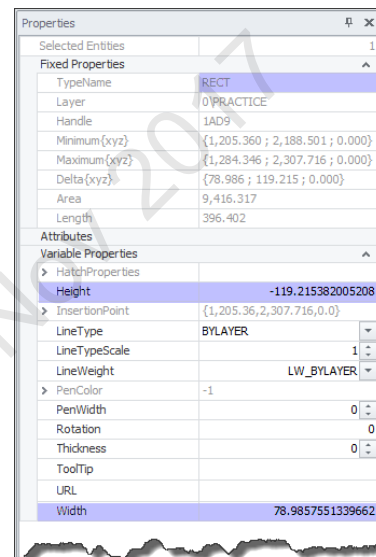 Properties
Selected Entities 1
Fixed Properties
TypeName RECT
Layer 0\PRACTICE
Handle 1AD9
Minimum{xyz} {1,205.360 ; 2,188.501 ; 0.000}
Maximum{xyz} {1,284.346 ; 2,307.716 ; 0.000}
Delta{xyz} {78.986 ; 119.215 ; 0.000}
Area 9,416.317
Length 396.402
Attributes
Variable Properties
HatchProperties
Height -119.215382005208
InsertionPoint {1,205.36,2,307.716,0.0}
LineType BYLAYER
LineTypeScale 1
LineWeight LW_BYLAYER
PenColor -1
PenWidth 0
Rotation 0
Thickness 0
ToolTip
URL
Width 78.9857551339662
Nov 2017